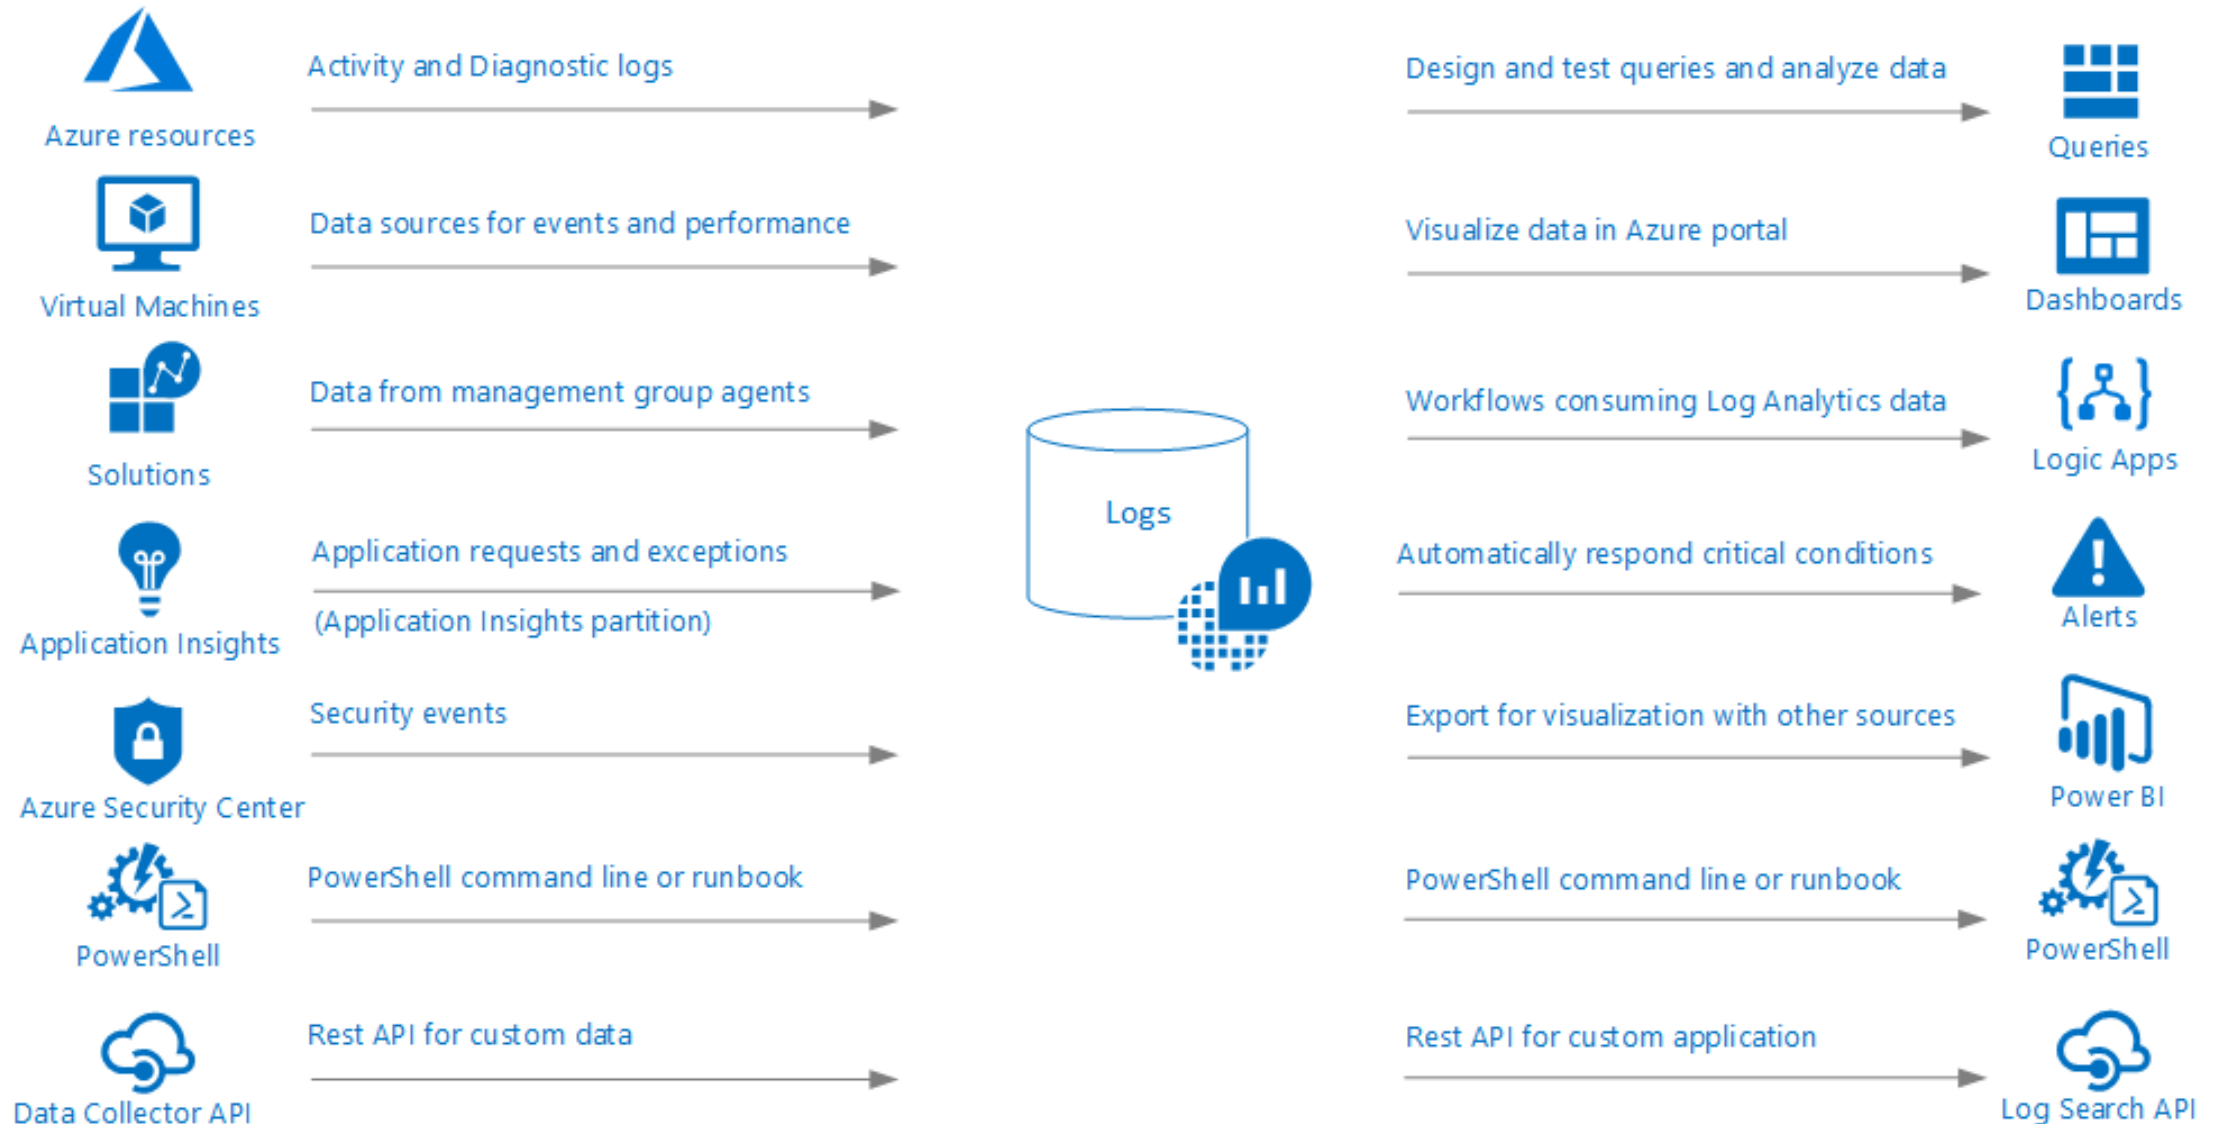 Activity and Diagnostic logs
Azure resources
Data sources for events and performance
Virtual Machines
Data from management group agents
Solutions
Application requests and exceptions
(Application Insights partition)
Application Insights
Security events
Azure Security Center
PowerShell command line or runbook
PowerShell
Rest API for custom data
Data Collector API
Logs
Design and test queries and analyze data
Queries
Visualize data in Azure portal
Dashboards
Workflows consuming Log Analytics data
Logic Apps
Automatically respond critical conditions
Alerts
Export for visualization with other sources
Power BI
PowerShell command line or runbook
PowerShell
Rest API for custom application
Log Search API